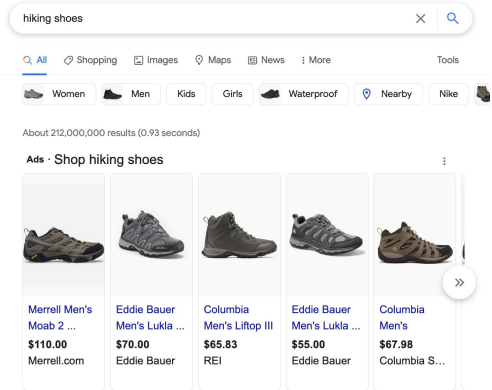 hiking shoes
All Shopping Images Maps News More Tools
Women Men Kids Girls Waterproof Nearby Nike
About 212,000,000 results (0.93 seconds)
Ads · Shop hiking shoes
Merrell Men's
Moab 2 ...
$110.00
Merrell.com
Eddie Bauer
Men's Lukla ...
$70.00
Eddie Bauer
Columbia
Men's Liftop III
$65.83
REI
Eddie Bauer
Men's Lukla ...
$55.00
Eddie Bauer
Columbia
Men's
$67.98
Columbia S...